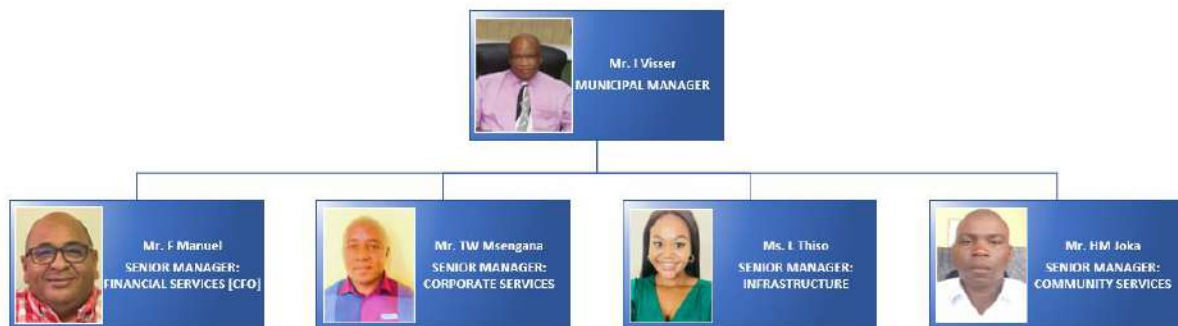 Mr. I Visser
MUNICIPAL MANAGER
Mr. F Manuel
SENIOR MANAGER:
FINANCIAL SERVICES [CFO]
Mr. TW Msengana
SENIOR MANAGER:
CORPORATE SERVICES
Ms. L Thiso
SENIOR MANAGER:
INFRASTRUCTURE
Mr. HM Joka
SENIOR MANAGER:
COMMUNITY SERVICES